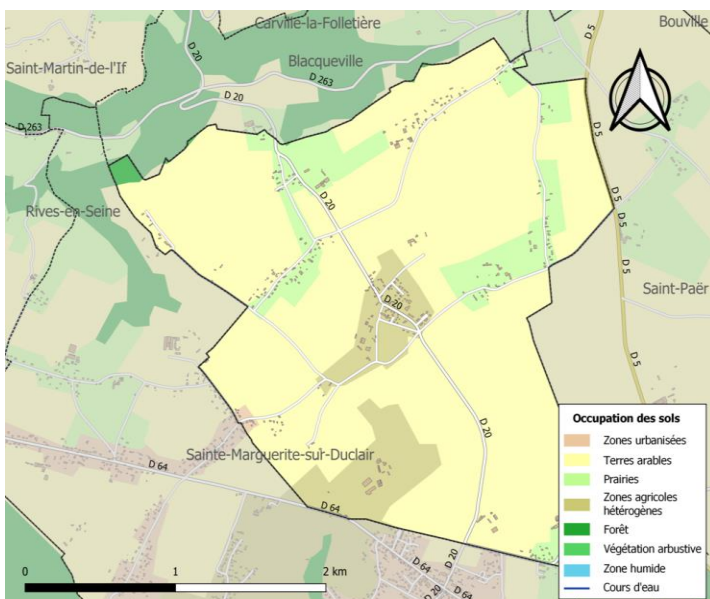 Carville-la-Folletière
Bouville
D 20
D 5
Blacqueville
Saint-Martin-de-l'If
D 263
D 20
D 263
D 5
Rives-en-Seine
D 20
D 5
D 5
Saint-Paër
D 20
D 5
D 20
Sainte-Marguerite-sur-Duclair
D 64
D 64
D 20
D 64
D 64
Occupation des sols
Zones urbanisées
Terres arables
Prairies
Zones agricoles
hétérogènes
Forêt
Végétation arbustive
Zone humide
Cours d'eau
0 1 2 km